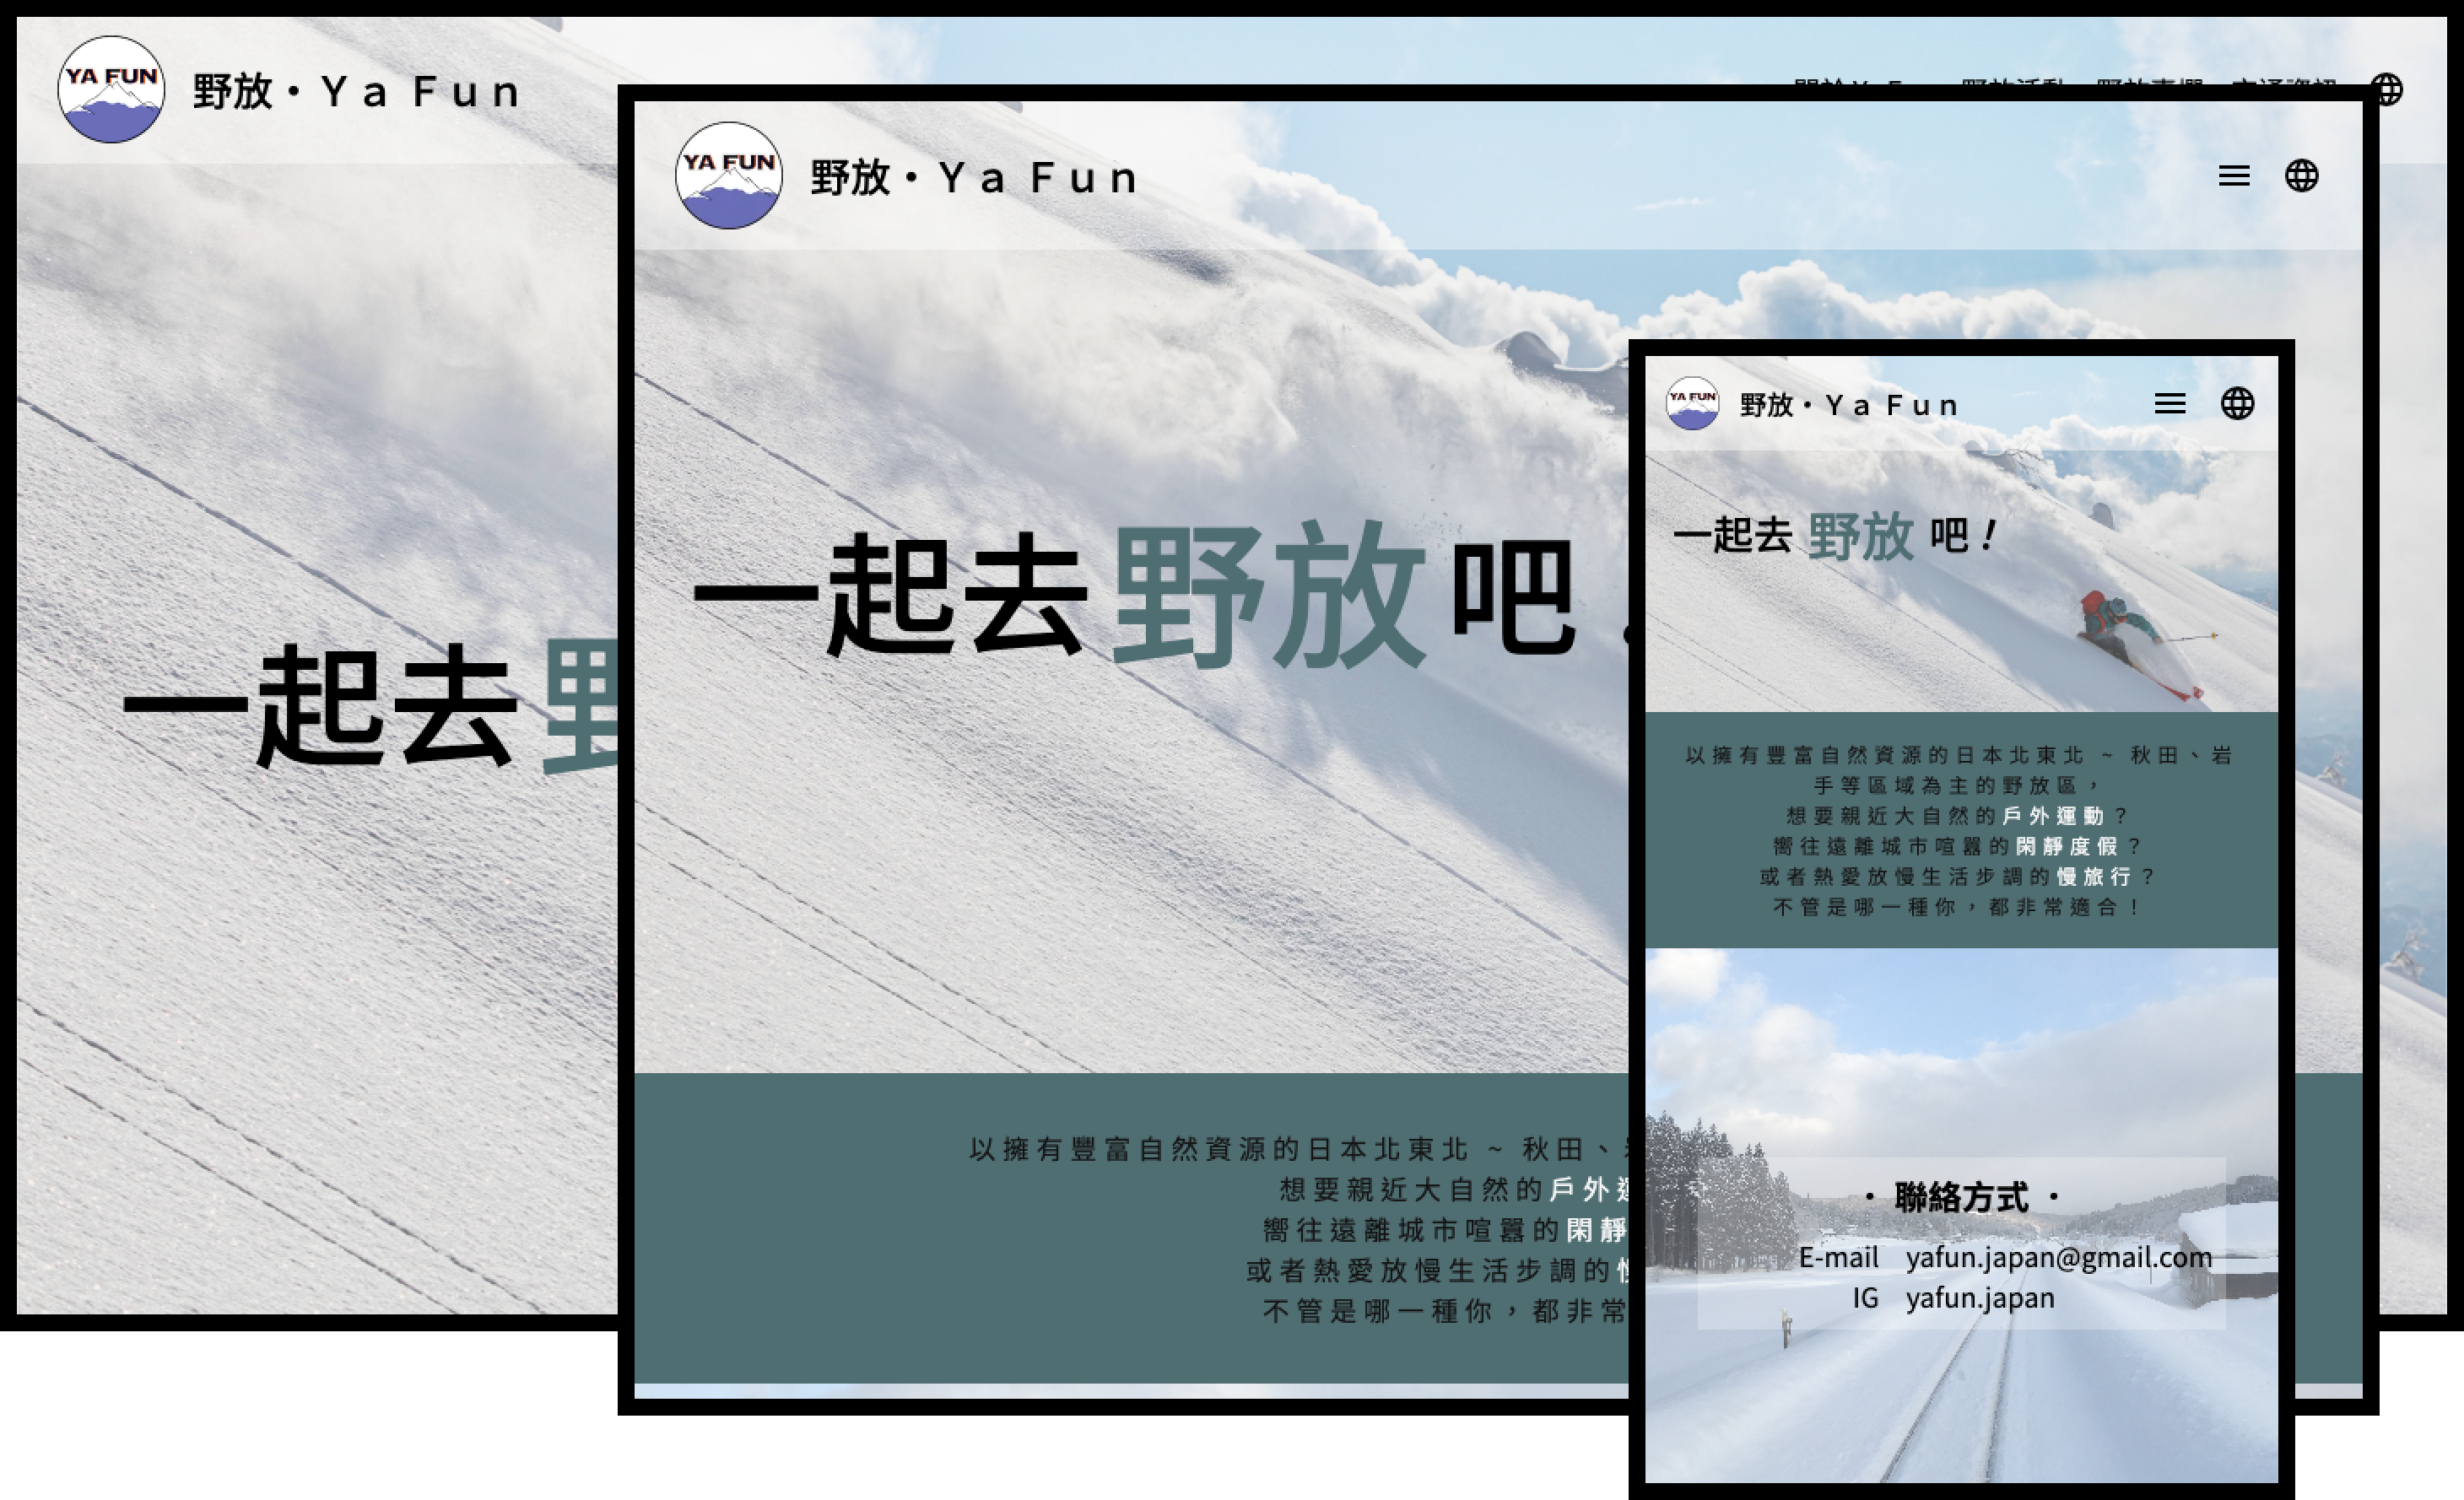 YA FUN
野放・Ya Fun
一起去
YA FUN
野放・Ya Fun
一起去野放吧
以擁有豐富自然資源的日本北東北 ~ 秋田、
想要親近大自然的戶外
嚮往遠離城市喧囂的閑靜
或者熱愛放慢生活步調的
不管是哪一種你，都非常
YA FUN
野放・Ya Fun
一起去 野放 吧！
以擁有豐富自然資源的日本北東北 ~ 秋田、岩
手等區域為主的野放區，
想要親近大自然的戶外運動？
嚮往遠離城市喧囂的閑靜度假？
或者熱愛放慢生活步調的慢旅行？
不管是哪一種你，都非常適合！
・ 聯絡方式 ・
E-mail yafun.japan@gmail.com
IG yafun.japan